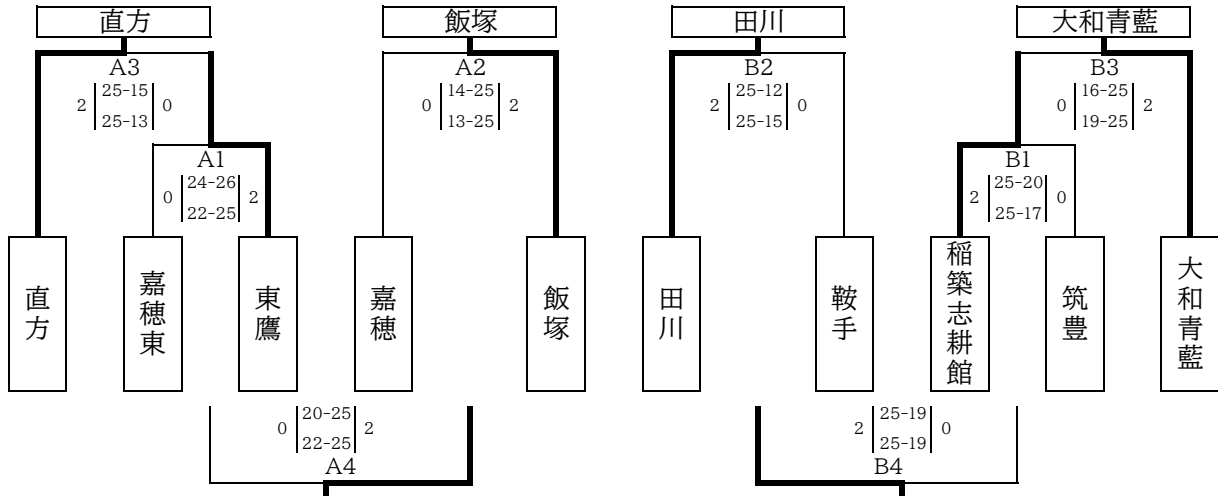 直方 飯塚 田川 大和青藍
A3 A2 B2 B3
2 25-15 0 0 14-25 2 2 25-12 0 0 16-25 2
25-13 13-25 25-15 19-25
A1 B1
0 24-26 2 2 25-20 0
22-25 25-17
直方 嘉穂東 東鷹 嘉穂 飯塚 田川 鞍手 稲築志耕館 筑豊 大和青藍
0 20-25 2 2 25-19 0
22-25 25-19
A4 B4